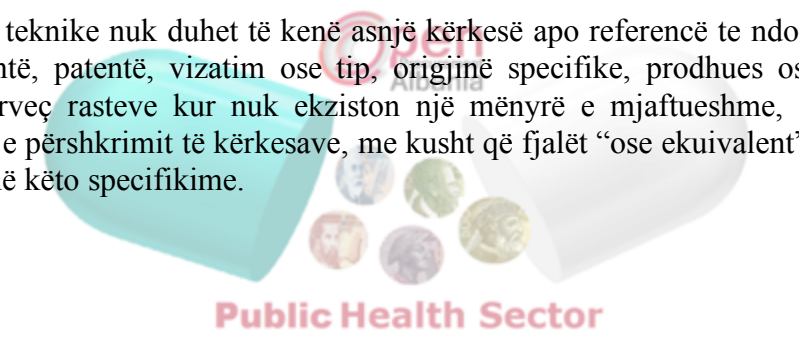 teknike nuk duhet të kenë asnjë kërkesë apo referencë te ndo
ntë, patentë, vizatim ose tip, origjinë specifike, prodhues os
rveç rasteve kur nuk ekziston një mënyrë e mjaftueshme,
e përshkrimit të kërkesave, me kusht që fjalët “ose ekuivalent”
në këto specifikime.
Open
Albania
Public Health Sector